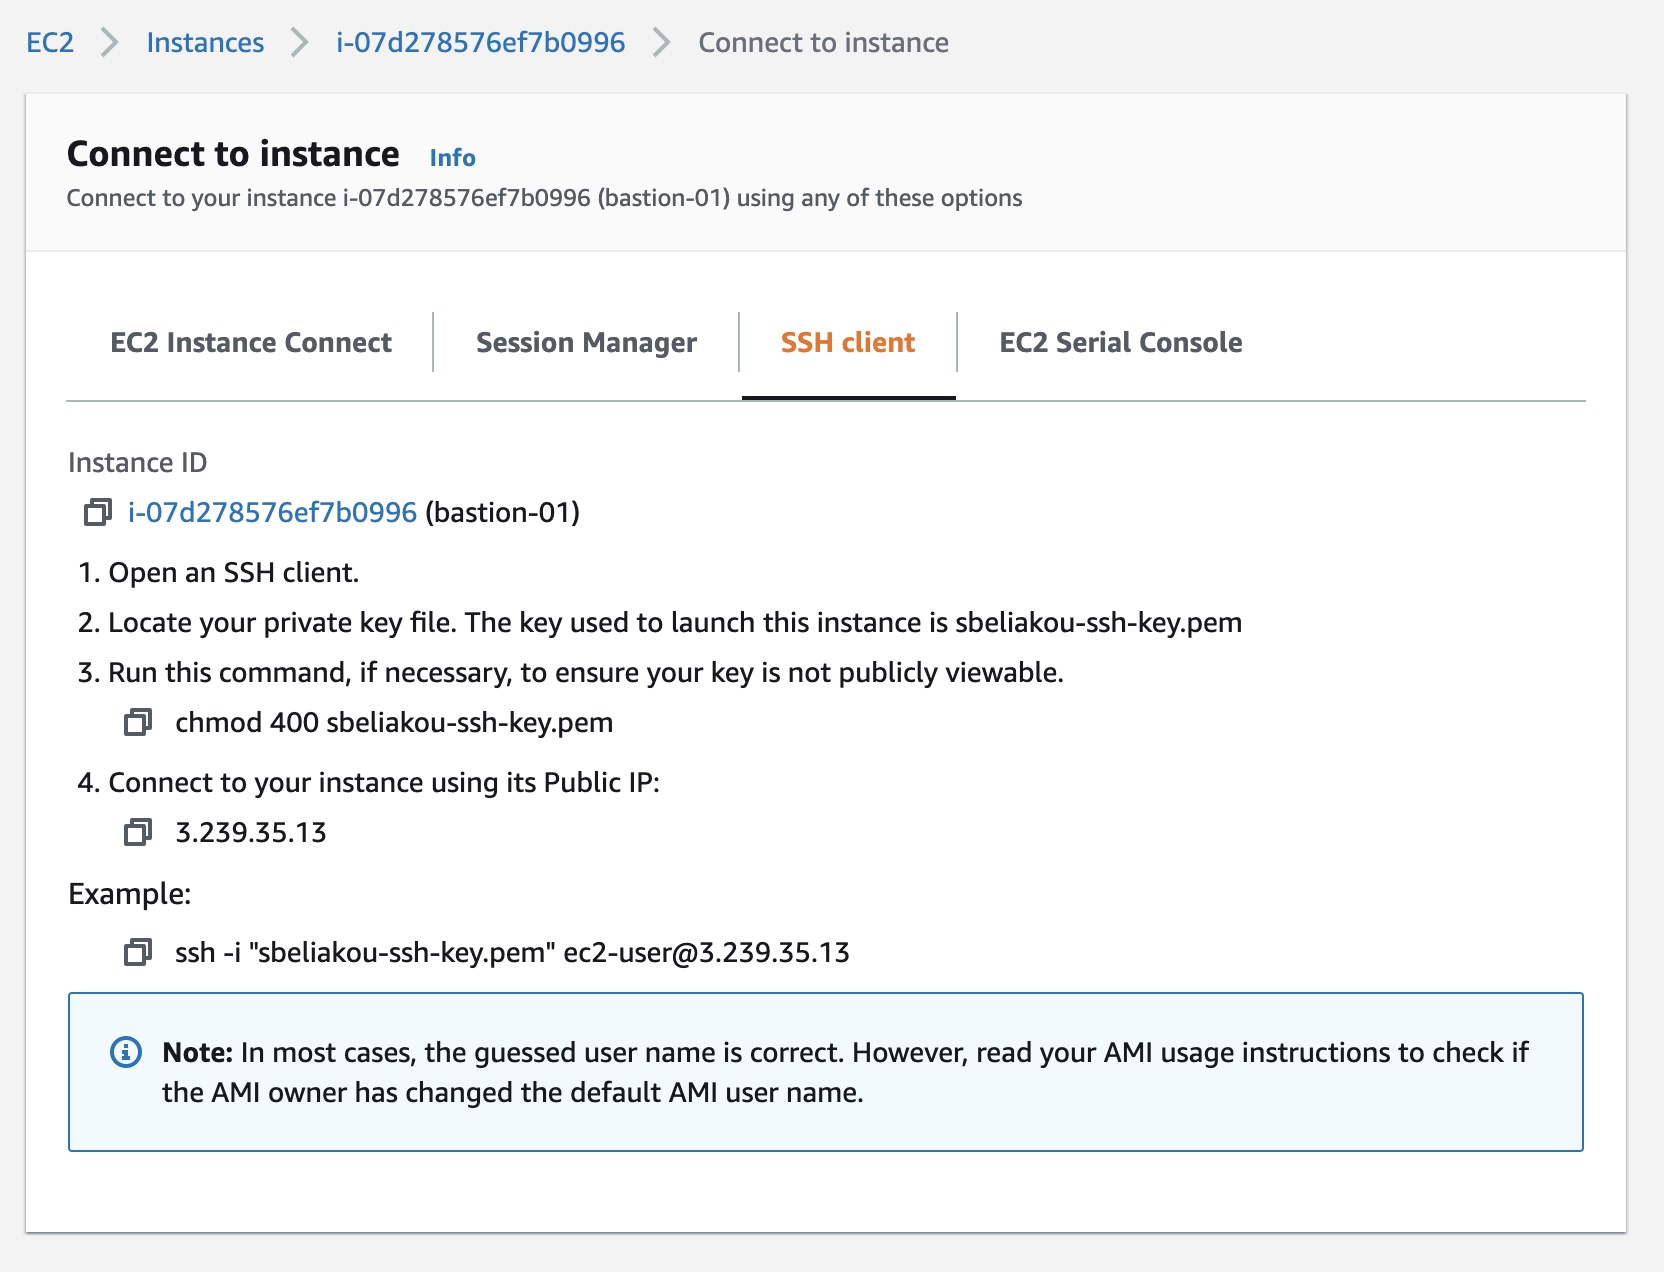 EC2 Instances i-07d278576ef7b0996 Connect to instance
Connect to instance Info
Connect to your instance i-07d278576ef7b0996 (bastion-01) using any of these options
EC2 Instance Connect Session Manager SSH client EC2 Serial Console
Instance ID
i-07d278576ef7b0996 (bastion-01)
1. Open an SSH client.
2. Locate your private key file. The key used to launch this instance is sbeliakou-ssh-key.pem
3. Run this command, if necessary, to ensure your key is not publicly viewable.
chmod 400 sbeliakou-ssh-key.pem
4. Connect to your instance using its Public IP:
3.239.35.13
Example:
ssh -i "sbeliakou-ssh-key.pem" ec2-user@3.239.35.13
Note: In most cases, the guessed user name is correct. However, read your AMI usage instructions to check if
the AMI owner has changed the default AMI user name.